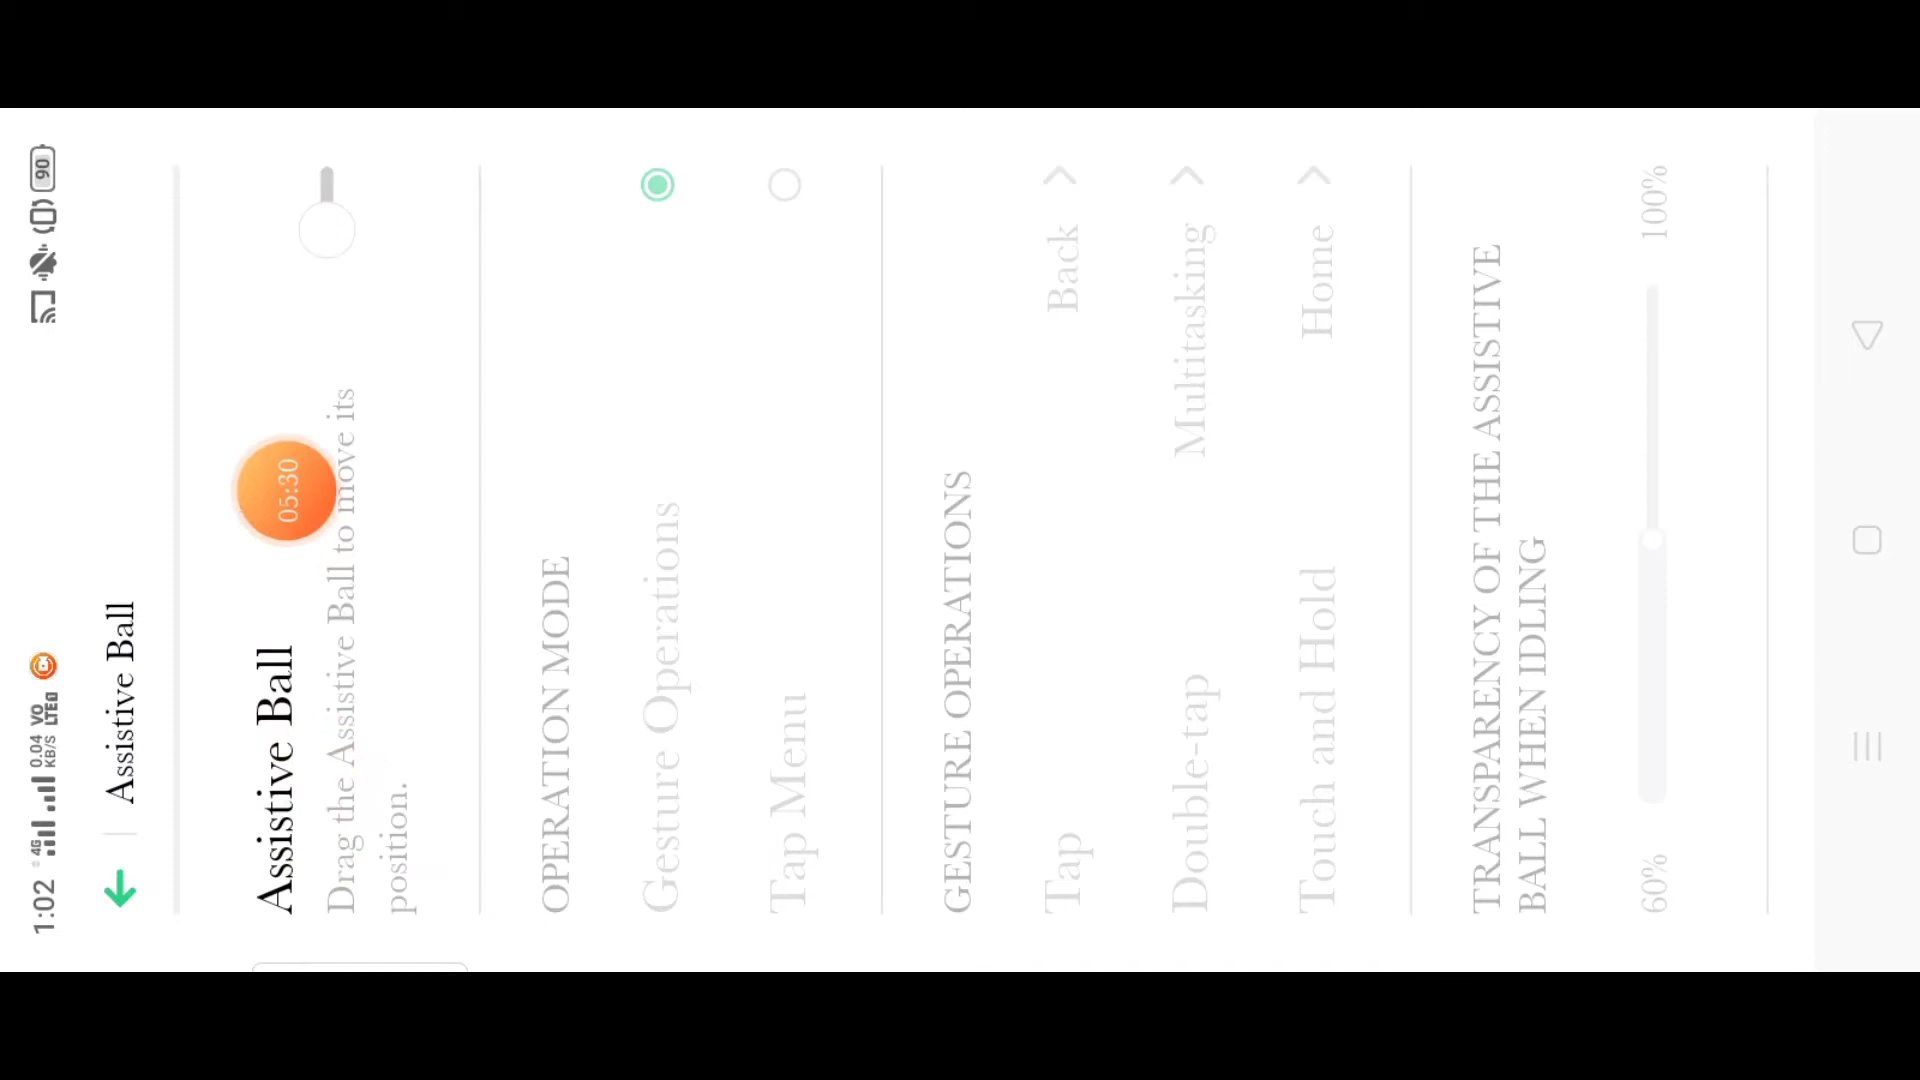 1:02 4G 0.04 KB/S VO LTE1 90
Assistive Ball
Assistive Ball
05:30
Drag the Assistive Ball to move its
position.
OPERATION MODE
Gesture Operations
Tap Menu
GESTURE OPERATIONS
Tap Back
Double-tap Multitasking
Touch and Hold Home
TRANSPARENCY OF THE ASSISTIVE
BALL WHEN IDLING
60% 100%